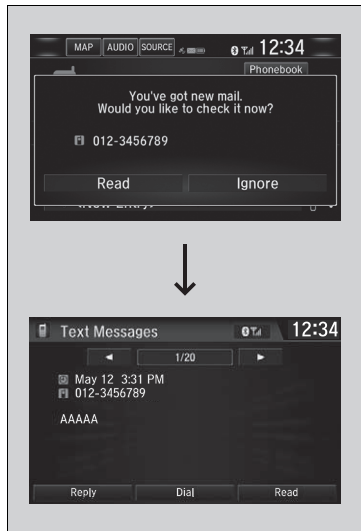 MAP AUDIO SOURCE 12:34
Phonebook
You've got new mail.
Would you like to check it now?
012-3456789
Read Ignore
Text Messages 12:34
1/20
May 12 3:31 PM
012-3456789
AAAAA
Reply Dial Read